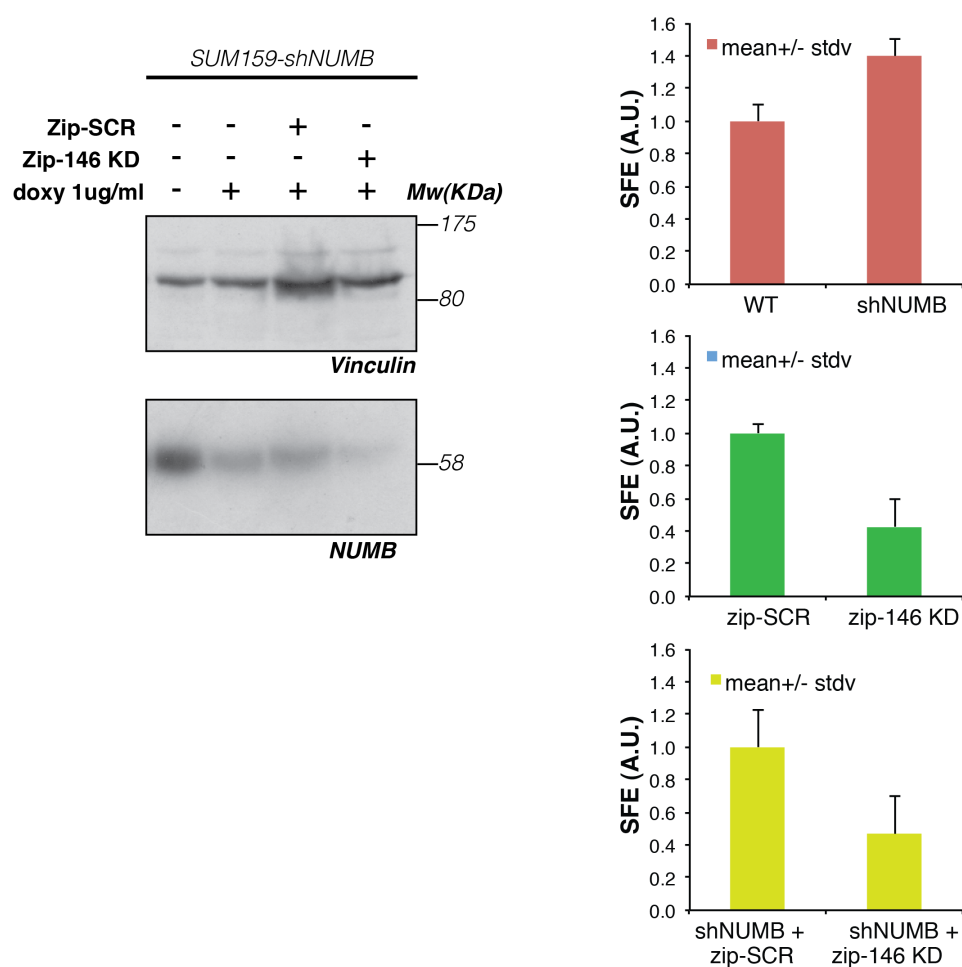 SUM159-shNUMB
Zip-SCR - - + -
Zip-146 KD - - - +
doxy 1ug/ml - + + + Mw(KDa)
175
80
Vinculin
58
NUMB
SFE (A.U.)
1.6
1.4
1.2
1.0
0.8
0.6
0.4
0.2
0.0
mean+/- stdv
WT shNUMB
SFE (A.U.)
1.6
1.4
1.2
1.0
0.8
0.6
0.4
0.2
0.0
mean+/- stdv
zip-SCR zip-146 KD
SFE (A.U.)
1.6
1.4
1.2
1.0
0.8
0.6
0.4
0.2
0.0
mean+/- stdv
shNUMB + shNUMB +
zip-SCR zip-146 KD